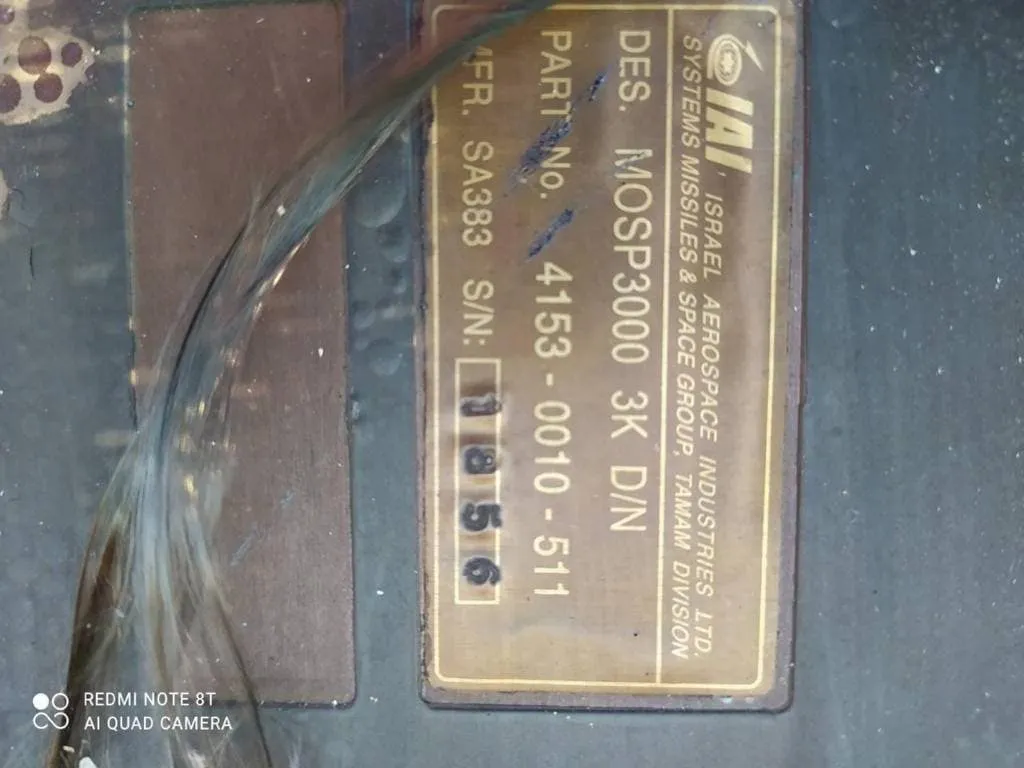 IAI ISRAEL AEROSPACE INDUSTRIES LTD.
SYSTEMS MISSILES & SPACE GROUP, TAMAM DIVISION
DES. MOSP3000 3K D/N
PART No. 4153-0010-511
MFR. SA383 S/N: 1856
REDMI NOTE 8T
AI QUAD CAMERA